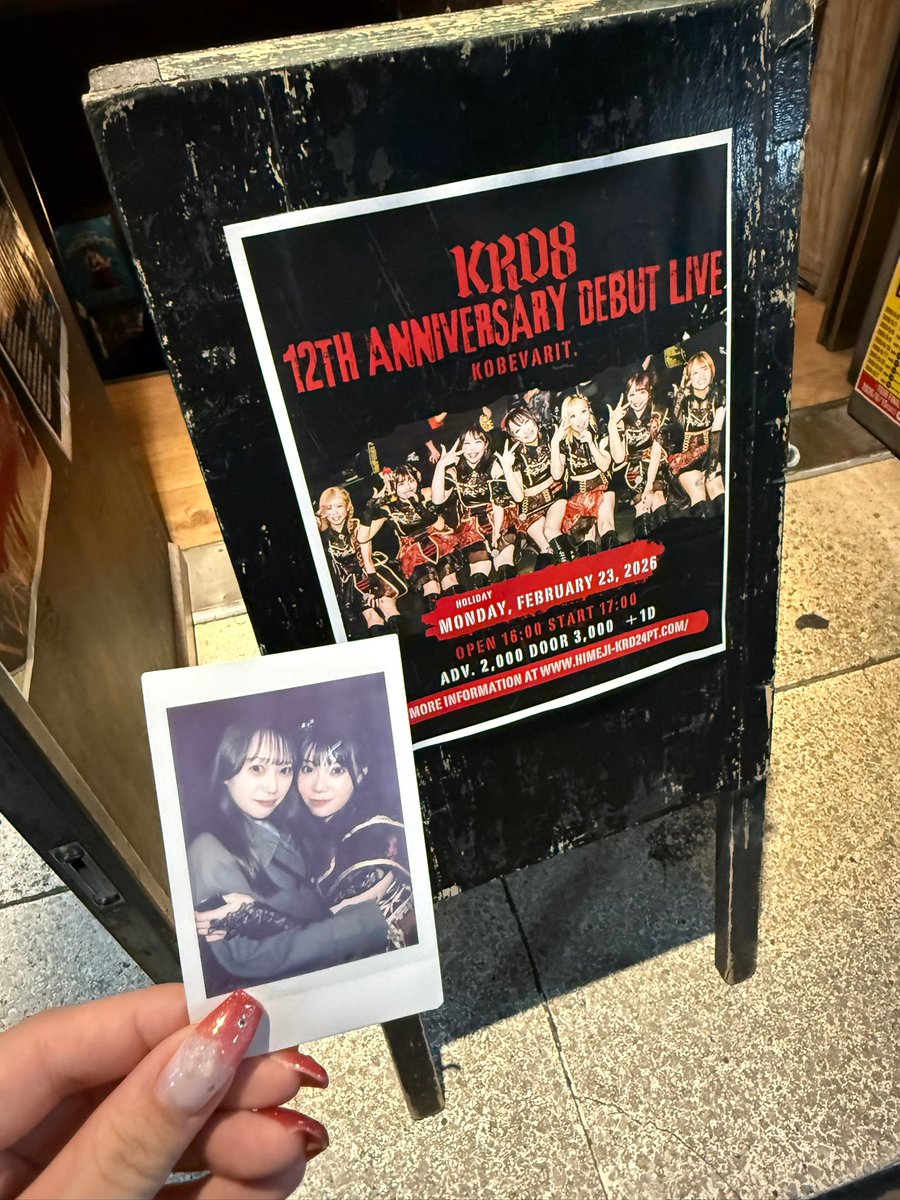 KRD8
12TH ANNIVERSARY DEBUT LIVE
KOBEVARIT.
HOLIDAY
MONDAY, FEBRUARY 23, 2026
OPEN 16:00 START 17:00
ADV. 2,000 DOOR 3,000 +1D
MORE INFORMATION AT WWW.HIMEJI-KRD24PT.COM/